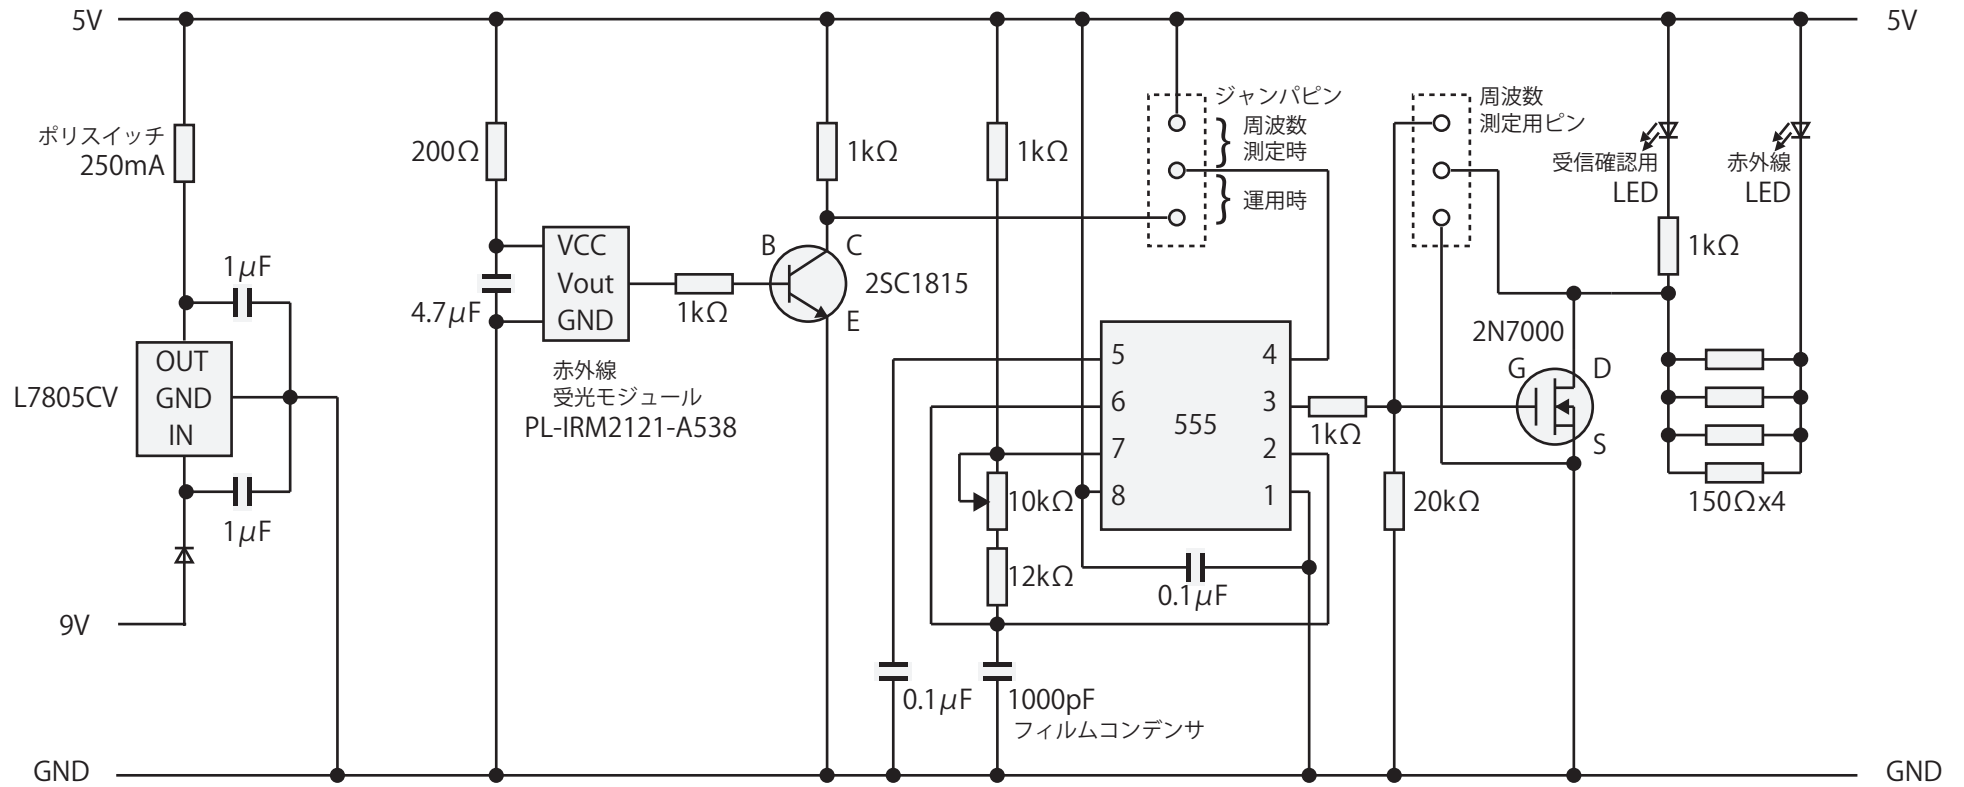 5V
5V
ポリスイッチ
250mA
1μF
OUT
GND
IN
L7805CV
1μF
9V
GND
200Ω
4.7μF
VCC
Vout
GND
赤外線
受光モジュール
PL-IRM2121-A538
1kΩ
1kΩ
B
C
E
2SC1815
1kΩ
10kΩ
12kΩ
0.1μF
1000pF
フィルムコンデンサ
ジャンパピン
周波数
測定時
運用時
5
6
7
8
555
4
3
2
1
0.1μF
1kΩ
20kΩ
周波数
測定用ピン
2N7000
G
D
S
受信確認用
LED
1kΩ
赤外線
LED
150Ωx4
GND